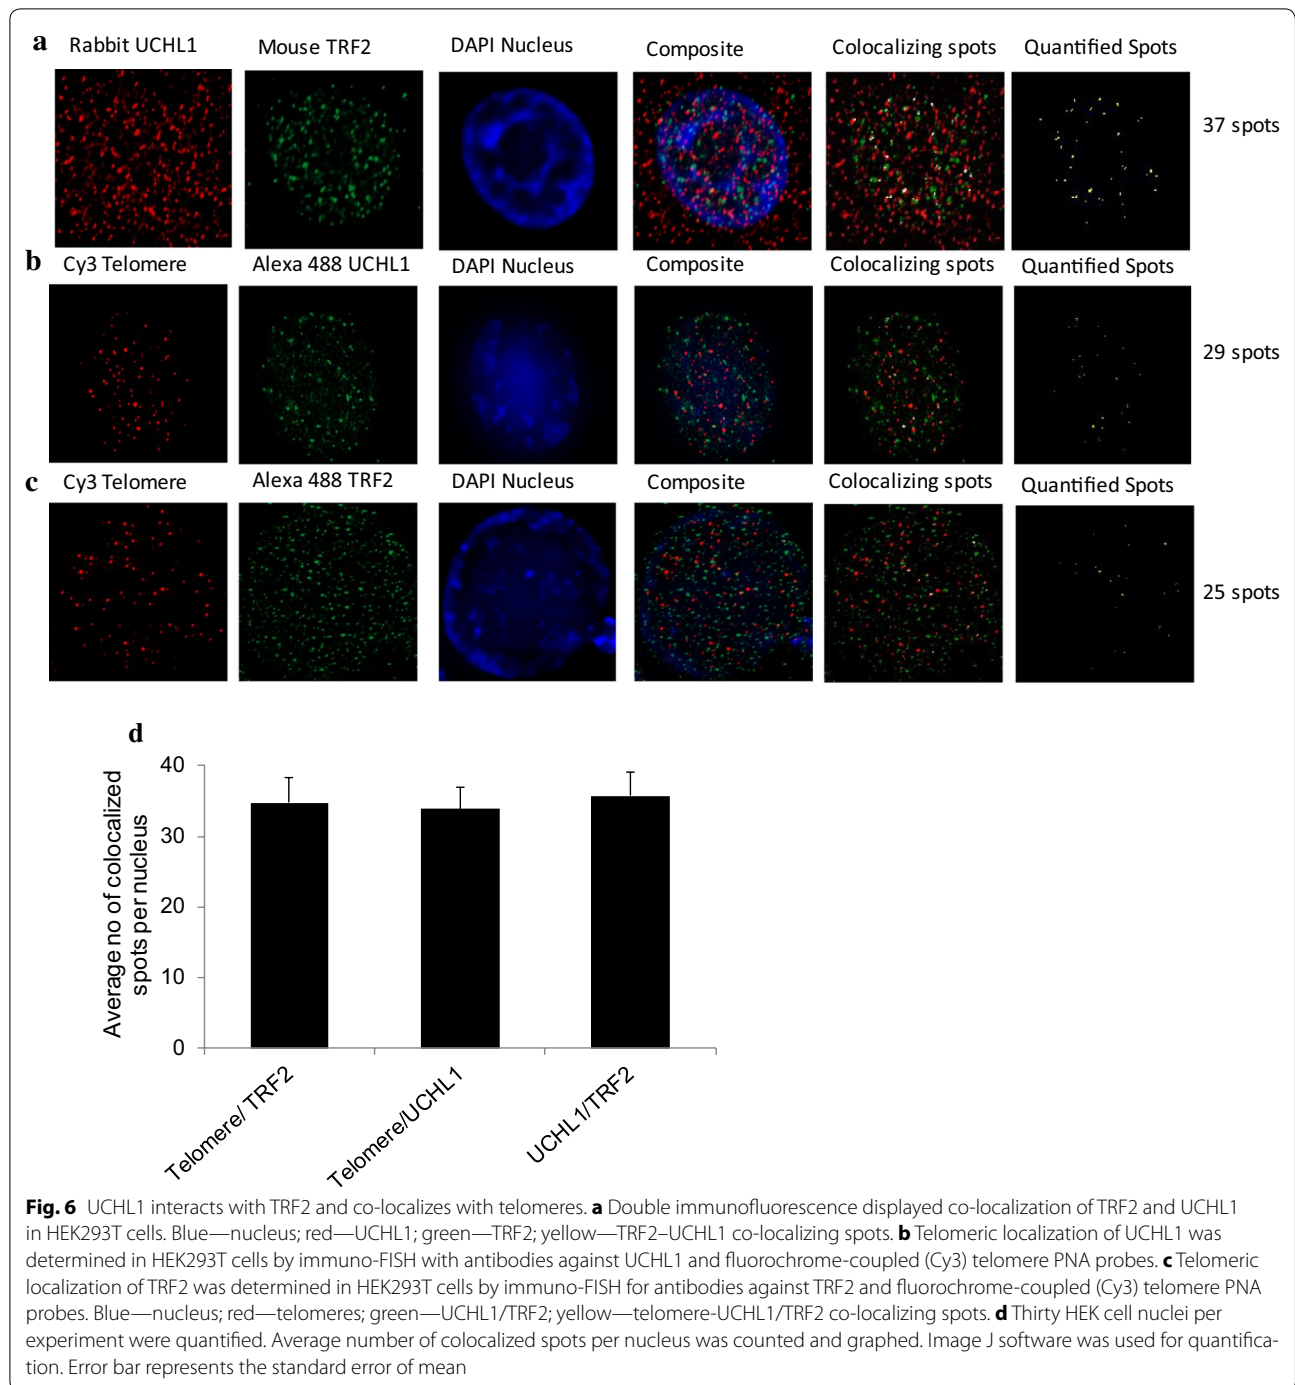 a Rabbit UCHL1 Mouse TRF2 DAPI Nucleus Composite Colocalizing spots Quantified Spots
37 spots
b Cy3 Telomere Alexa 488 UCHL1 DAPI Nucleus Composite Colocalizing spots Quantified Spots
29 spots
c Cy3 Telomere Alexa 488 TRF2 DAPI Nucleus Composite Colocalizing spots Quantified Spots
25 spots
d
Average no of colocalized
spots per nucleus
40
30
20
10
0
Telomere/ TRF2
Telomere/UCHL1
UCHL1/TRF2
Fig. 6 UCHL1 interacts with TRF2 and co-localizes with telomeres. a Double immunofluorescence displayed co-localization of TRF2 and UCHL1
in HEK293T cells. Blue—nucleus; red—UCHL1; green—TRF2; yellow—TRF2–UCHL1 co-localizing spots. b Telomeric localization of UCHL1 was
determined in HEK293T cells by immuno-FISH with antibodies against UCHL1 and fluorochrome-coupled (Cy3) telomere PNA probes. c Telomeric
localization of TRF2 was determined in HEK293T cells by immuno-FISH for antibodies against TRF2 and fluorochrome-coupled (Cy3) telomere PNA
probes. Blue—nucleus; red—telomeres; green—UCHL1/TRF2; yellow—telomere-UCHL1/TRF2 co-localizing spots. d Thirty HEK cell nuclei per
experiment were quantified. Average number of colocalized spots per nucleus was counted and graphed. Image J software was used for quantifica-
tion. Error bar represents the standard error of mean